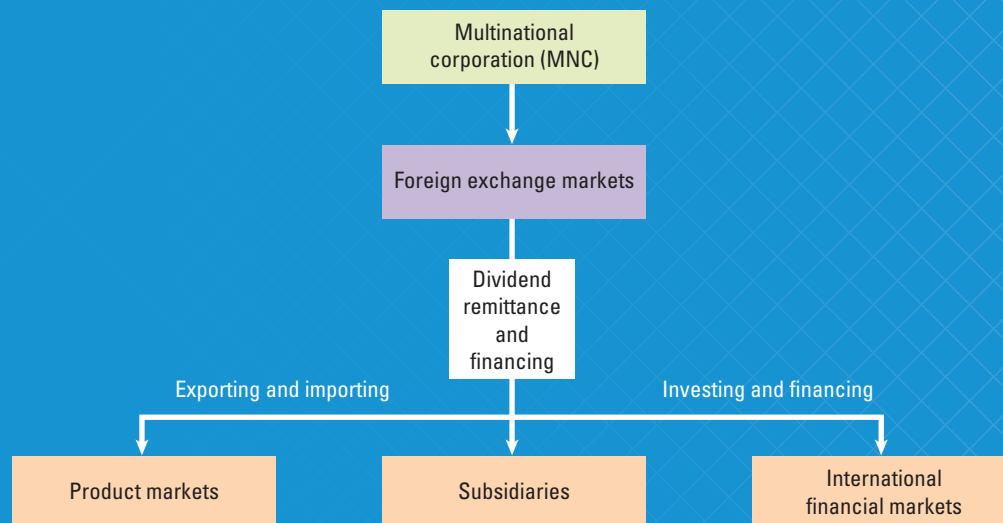 Multinational
corporation (MNC)
Foreign exchange markets
Dividend
remittance
and
financing
Exporting and importing
Investing and financing
Product markets
Subsidiaries
International
financial markets